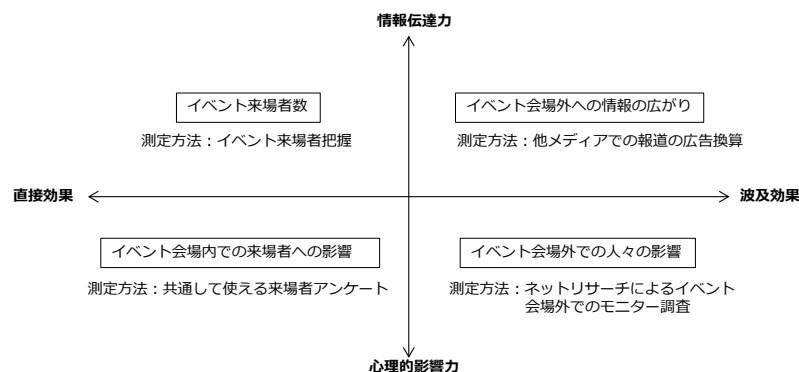 情報伝達力
イベント来場者数
測定方法：イベント来場者把握
イベント会場外への情報の広がり
測定方法：他メディアでの報道の広告換算
直接効果
波及効果
イベント会場内での来場者への影響
測定方法：共通して使える来場者アンケート
イベント会場外での人々の影響
測定方法：ネットリサーチによるイベント
会場外でのモニター調査
心理的影響力